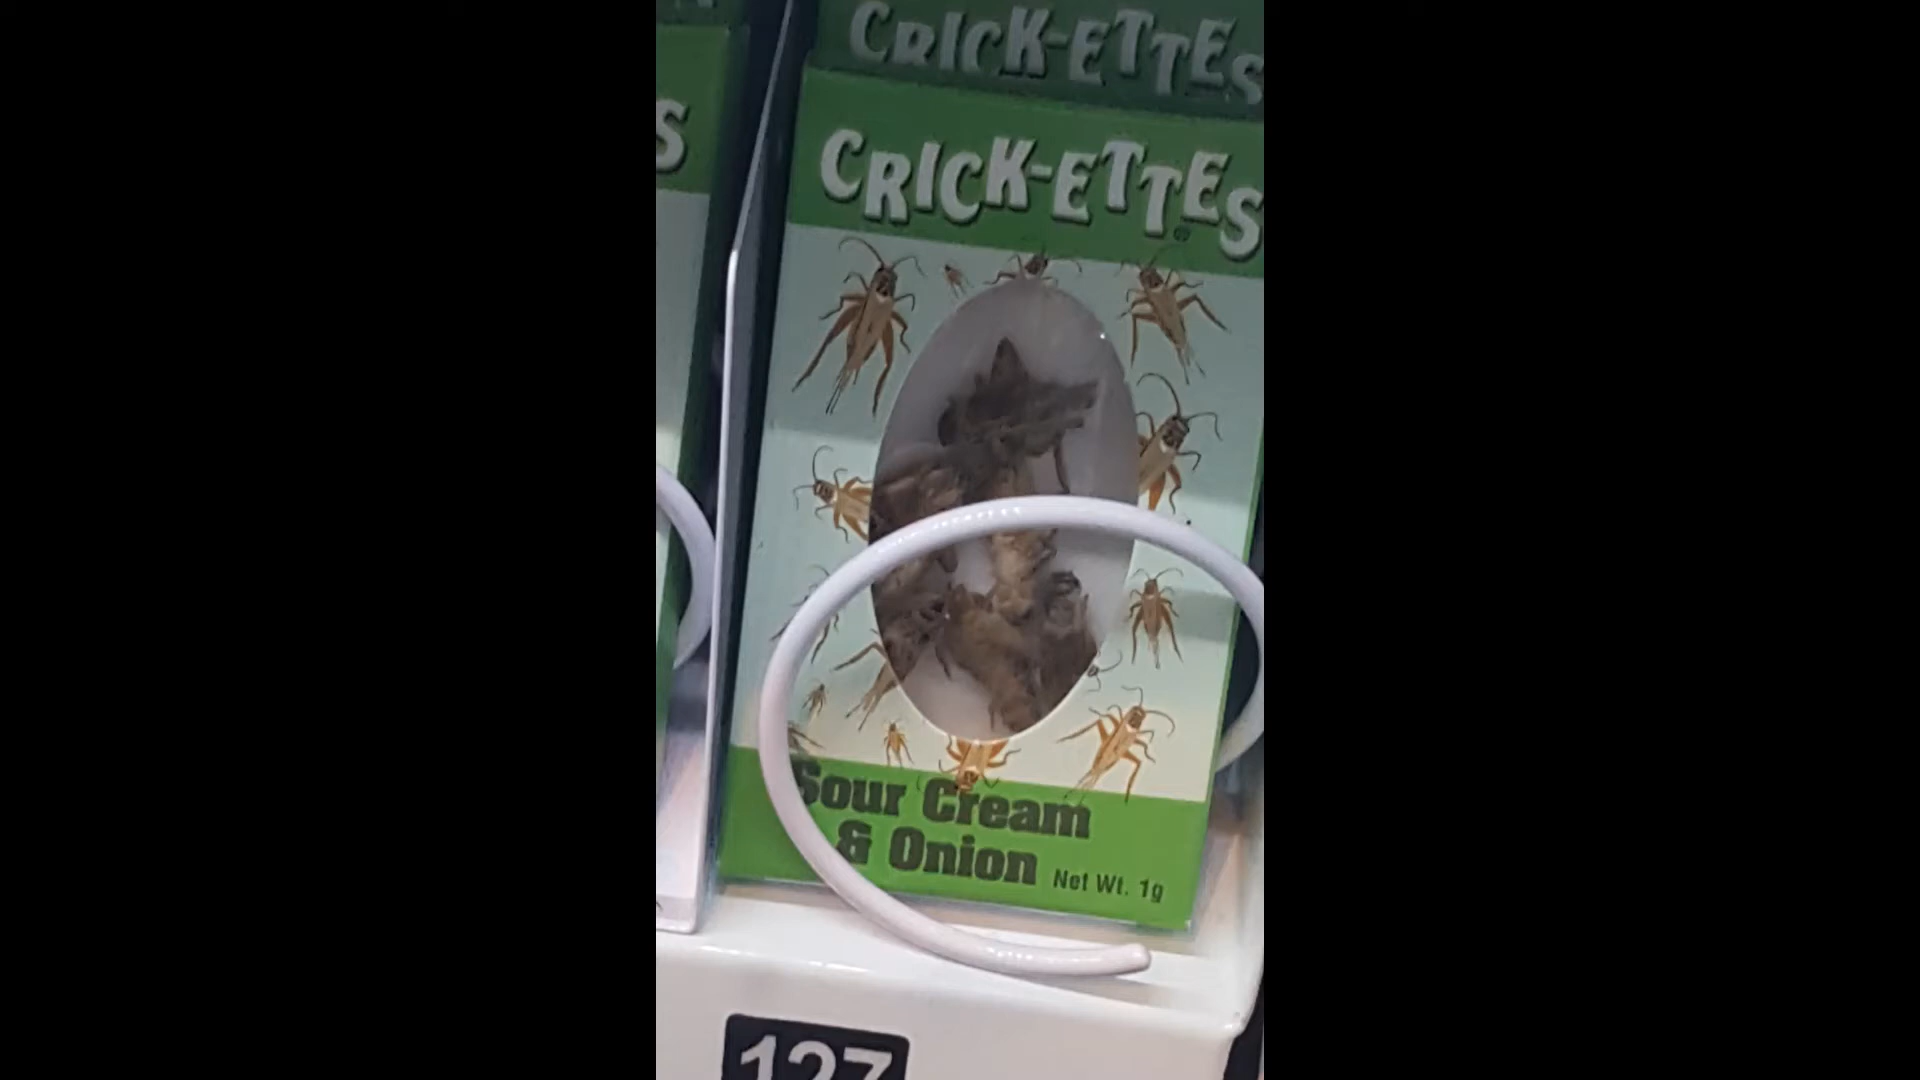 CRICK-ETTES
S
CRICK-ETTES®
Sour Cream
& Onion
Net Wt. 1g
127